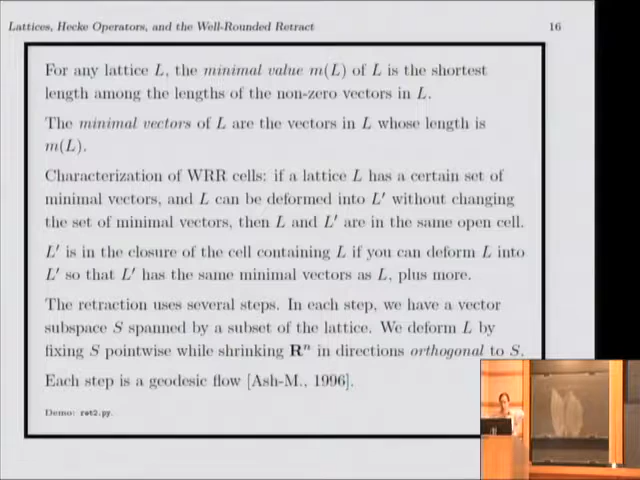 Lattices, Hecke Operators, and the Well-Rounded Retract 16
For any lattice L, the minimal value m(L) of L is the shortest
length among the lengths of the non-zero vectors in L.
The minimal vectors of L are the vectors in L whose length is
m(L).
Characterization of WRR cells: if a lattice L has a certain set of
minimal vectors, and L can be deformed into L′ without changing
the set of minimal vectors, then L and L′ are in the same open cell.
L′ is in the closure of the cell containing L if you can deform L into
L′ so that L′ has the same minimal vectors as L, plus more.
The retraction uses several steps. In each step, we have a vector
subspace S spanned by a subset of the lattice. We deform L by
fixing S pointwise while shrinking Rⁿ in directions orthogonal to S.
Each step is a geodesic flow [Ash-M., 1996].
Demo: ret2.py.